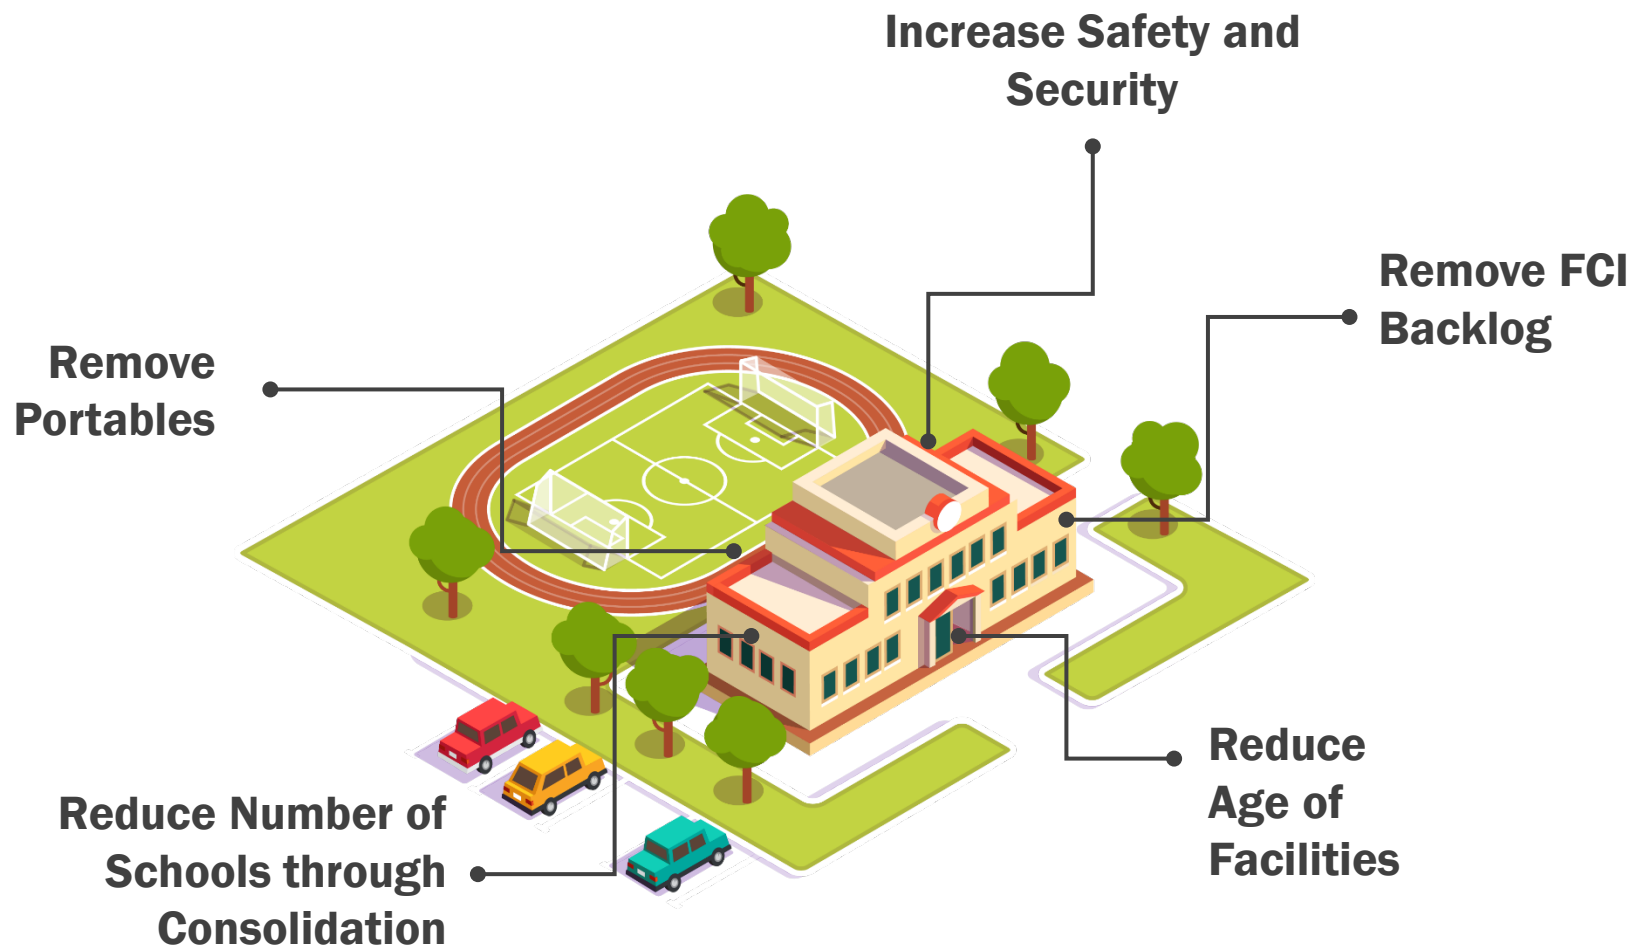 Increase Safety and
Security
Remove FCI
Backlog
Remove
Portables
Reduce
Age of
Facilities
Reduce Number of
Schools through
Consolidation